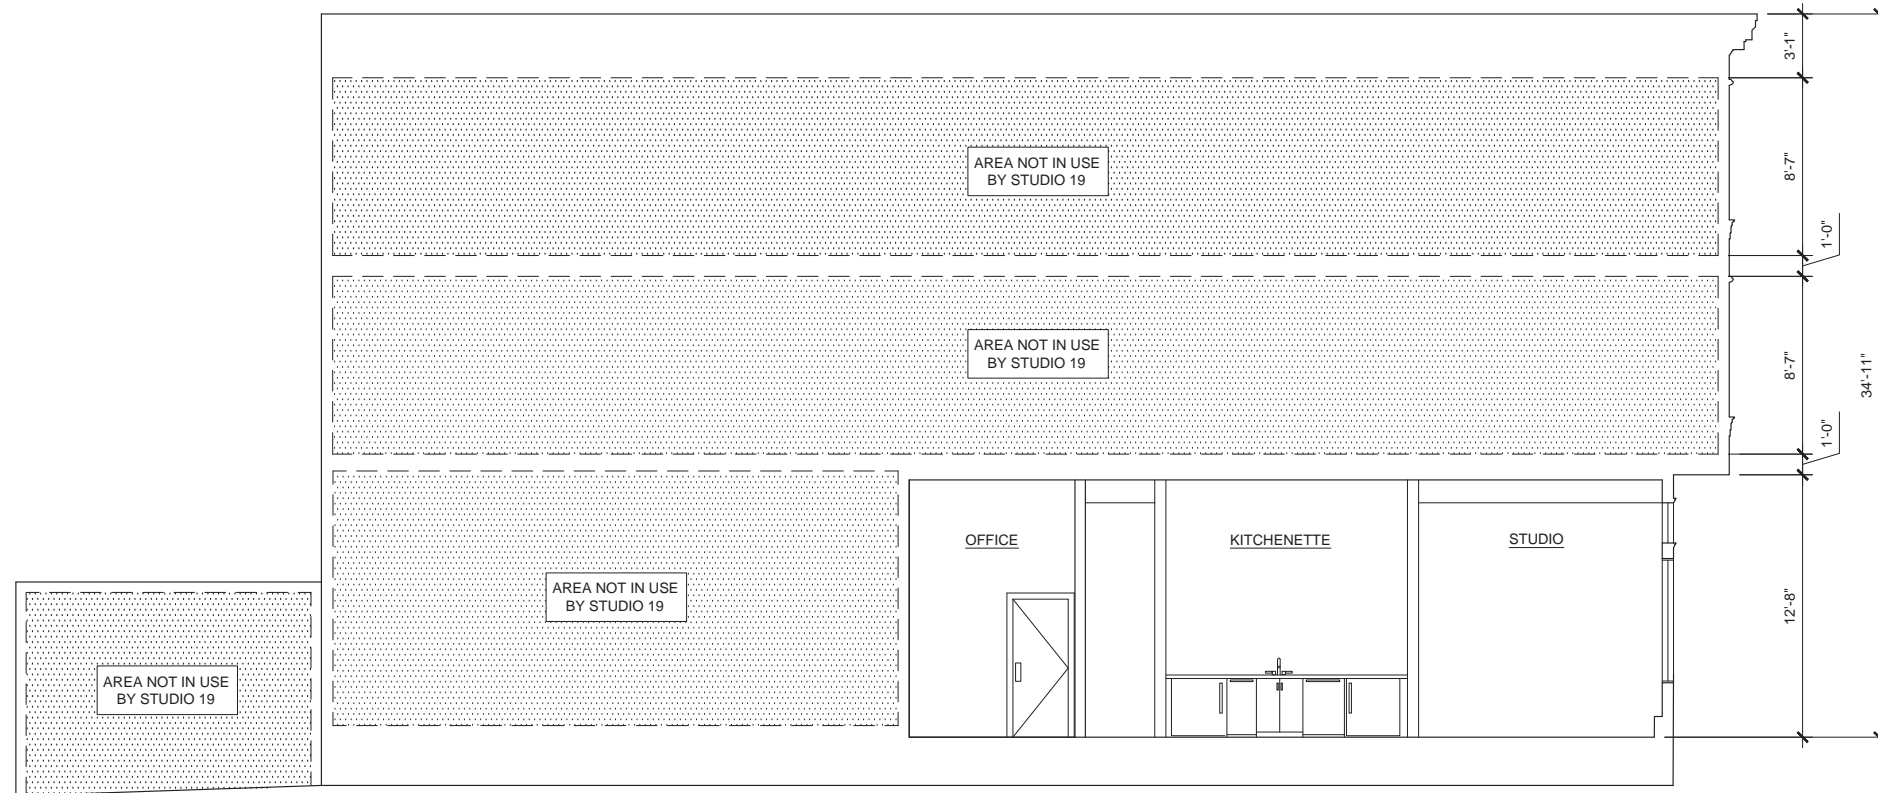 3'-1"
AREA NOT IN USE
BY STUDIO 19
8'-7"
1'-0"
AREA NOT IN USE
BY STUDIO 19
8'-7"
34'-11"
1'-0"
OFFICE
KITCHENETTE
STUDIO
AREA NOT IN USE
BY STUDIO 19
12'-8"
AREA NOT IN USE
BY STUDIO 19